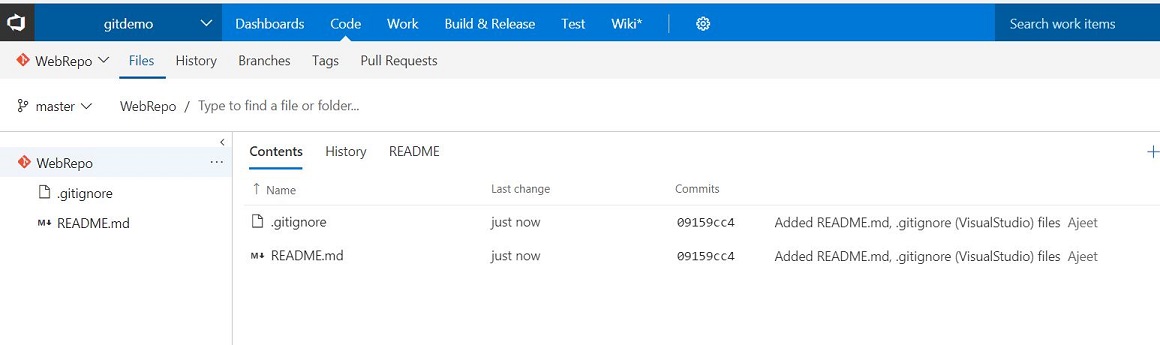 gitdemo Dashboards Code Work Build & Release Test Wiki* Search work items
WebRepo Files History Branches Tags Pull Requests
master WebRepo / Type to find a file or folder...
WebRepo ... Contents History README
Name Last change Commits
.gitignore .gitignore just now 09159cc4 Added README.md, .gitignore (VisualStudio) files Ajeet
M↓ README.md M↓ README.md just now 09159cc4 Added README.md, .gitignore (VisualStudio) files Ajeet